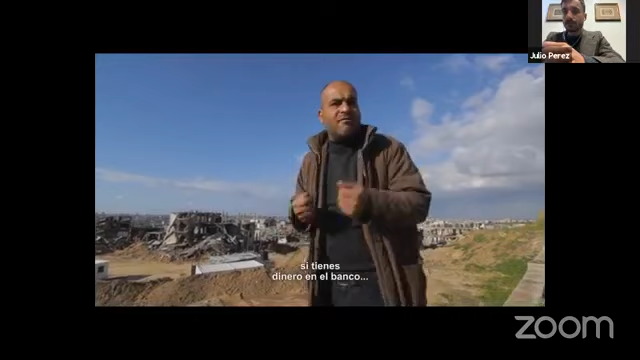 Julio Perez
si tienes
dinero en el banco...
zoom